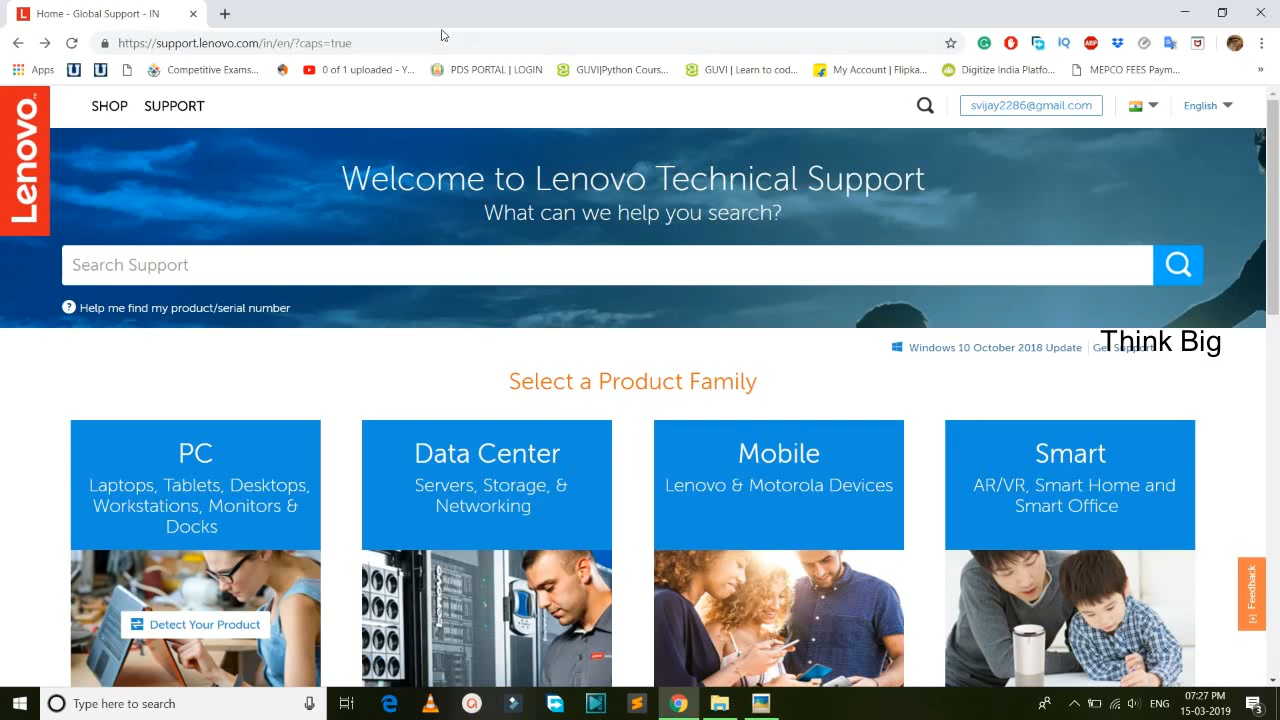 Home - Global Support - IN
https://support.lenovo.com/in/en/?caps=true
Apps
Competitive Exams...
0 of 1 uploaded - Y...
PDS PORTAL | LOGIN
GUVI|Python Cours...
GUVI | Learn to cod...
My Account | Flipka...
Digitize India Platfo...
MEPCO FEES Paym...
Lenovo
SHOP SUPPORT
svijay2286@gmail.com
English
Welcome to Lenovo Technical Support
What can we help you search?
Search Support
Help me find my product/serial number
Windows 10 October 2018 Update
Get Support
Think Big
Select a Product Family
PC
Laptops, Tablets, Desktops,
Workstations, Monitors &
Docks
Detect Your Product
Data Center
Servers, Storage, &
Networking
Mobile
Lenovo & Motorola Devices
Smart
AR/VR, Smart Home and
Smart Office
[+] Feedback
Type here to search
ENG
07:27 PM
15-03-2019
3